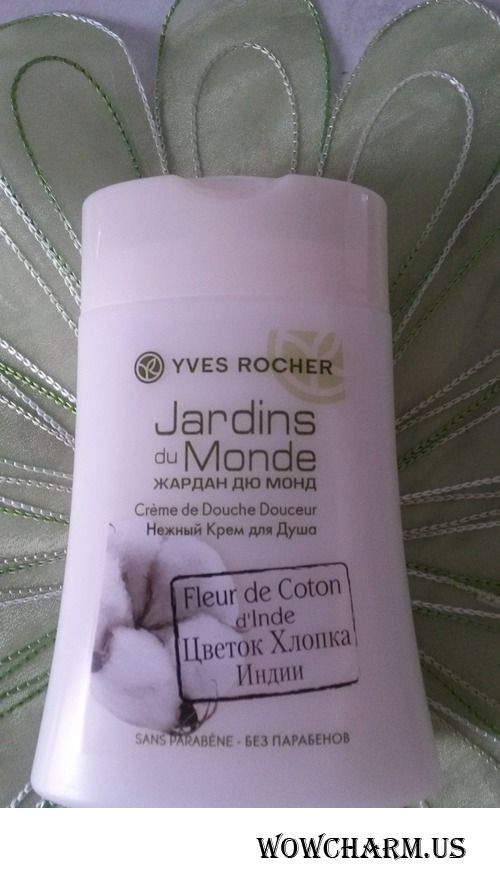 YVES ROCHER
Jardins
du Monde
ЖАРДАН ДЮ МОНД
Crème de Douche Douceur
Нежный Крем для Душа
Fleur de Coton
d'Inde
Цветок Хлопка
Индии
SANS PARABÈNE - БЕЗ ПАРАБЕНОВ
WOWCHARM.US